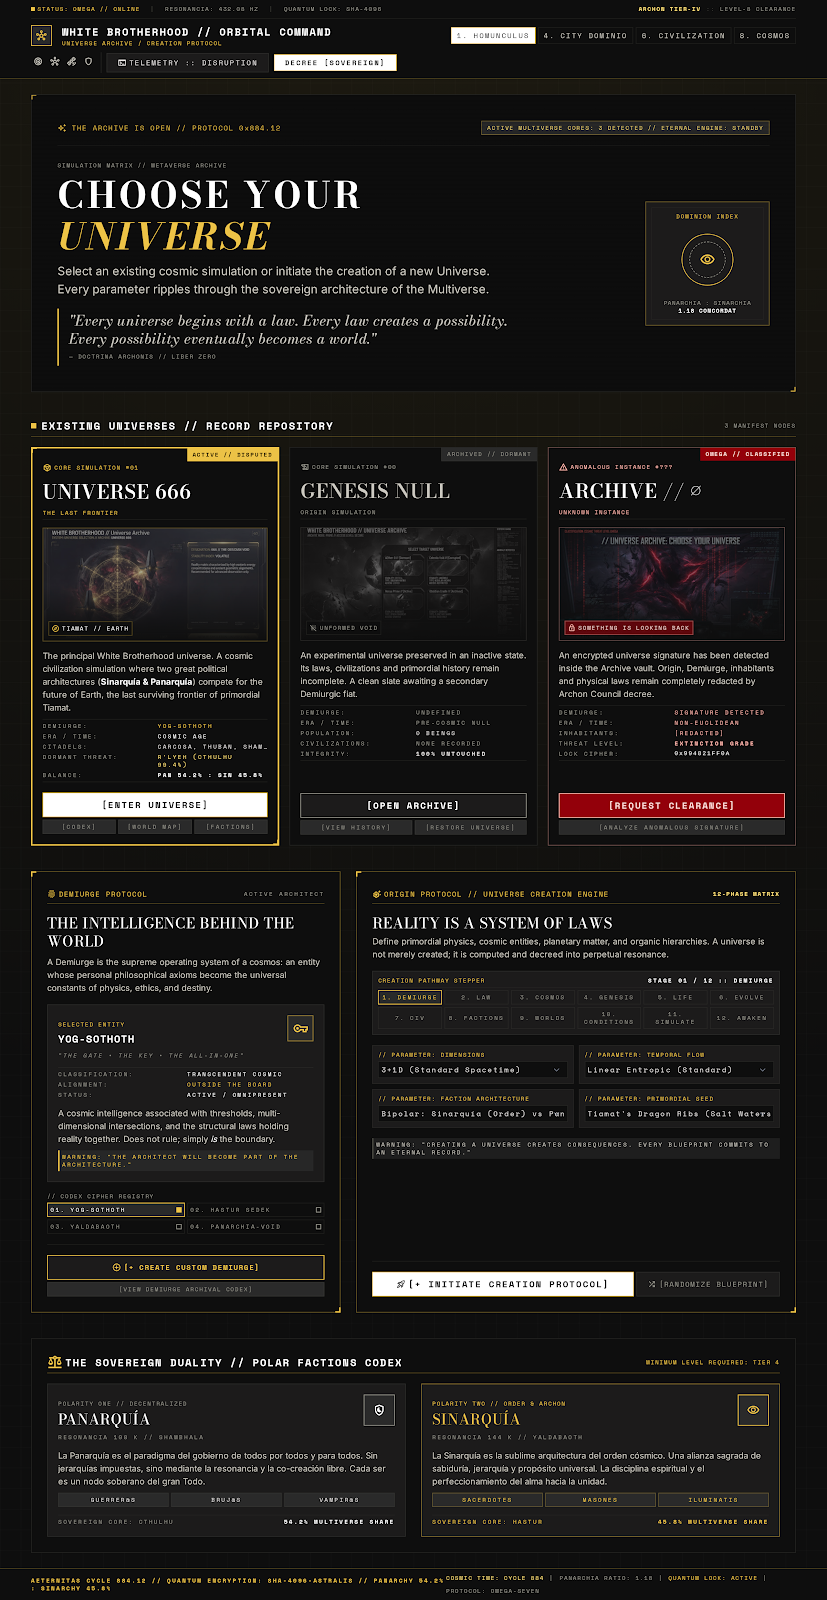 STATUS: OMEGA // ONLINE | RESONANCIA: 432.08 HZ | QUANTUM LOCK: SHA-4096
ARCHON TIER-IV :: LEVEL-6 CLEARANCE
WHITE BROTHERHOOD // ORBITAL COMMAND
UNIVERSE ARCHIVE / CREATION PROTOCOL
1. HOMUNCULUS
4. CITY DOMINIO
6. CIVILIZATION
8. COSMOS
TELEMETRY :: DISRUPTION
DECREE [SOVEREIGN]
THE ARCHIVE IS OPEN // PROTOCOL 0x884.12
ACTIVE MULTIVERSE CORES: 3 DETECTED // ETERNAL ENGINE: STANDBY
SIMULATION MATRIX // METAVERSE ARCHIVE
CHOOSE YOUR
UNIVERSE
Select an existing cosmic simulation or initiate the creation of a new Universe.
Every parameter ripples through the sovereign architecture of the Multiverse.
"Every universe begins with a law. Every law creates a possibility.
Every possibility eventually becomes a world."
— DOCTRINA ARCHONIS // LIBER ZERO
DOMINION INDEX
PANARCHIA : SINARCHIA
1.18 CONCORDAT
EXISTING UNIVERSES // RECORD REPOSITORY
3 MANIFEST NODES
ACTIVE // DISPUTED
CORE SIMULATION #01
UNIVERSE 666
THE LAST FRONTIER
WHITE BROTHERHOOD // Universe Archive
TIAMAT // EARTH
The principal White Brotherhood universe. A cosmic
civilization simulation where two great political
architectures (Sinarquía & Panarquía) compete for the
future of Earth, the last surviving frontier of primordial
Tiamat.
DEMIURGE: YOG-SOTHOTH
ERA / TIME: COSMIC AGE
CITADELS: CARCOSA, THUBAN, SHAM…
DORMANT THREAT: R'LYEH (CTHULHU
65.4%)
BALANCE: PAN 54.2% : SIN 45.8%
[ENTER UNIVERSE]
[CODEX]
[WORLD MAP]
[FACTIONS]
ARCHIVED // DORMANT
CORE SIMULATION #00
GENESIS NULL
ORIGIN SIMULATION
WHITE BROTHERHOOD // UNIVERSE ARCHIVE
UNFORMED VOID
An experimental universe preserved in an inactive state.
Its laws, civilizations and primordial history remain
incomplete. A clean slate awaiting a secondary
Demiurgic fiat.
DEMIURGE: UNDEFINED
ERA / TIME: PRE-COSMIC NULL
POPULATION: 0 BEINGS
CIVILIZATIONS: NONE RECORDED
INTEGRITY: 100% UNTOUCHED
[OPEN ARCHIVE]
[VIEW HISTORY]
[RESTORE UNIVERSE]
OMEGA // CLASSIFIED
ANOMALOUS INSTANCE #???
ARCHIVE // ∅
UNKNOWN INSTANCE
// UNIVERSE ARCHIVE: CHOOSE YOUR UNIVERSE
SOMETHING IS LOOKING BACK
An encrypted universe signature has been detected
inside the Archive vault. Origin, Demiurge, inhabitants
and physical laws remain completely redacted by
Archon Council decree.
DEMIURGE: SIGNATURE DETECTED
ERA / TIME: NON-EUCLIDEAN
INHABITANTS: [REDACTED]
THREAT LEVEL: EXTINCTION GRADE
LOCK CIPHER: 0x994821FF0A
[REQUEST CLEARANCE]
[ANALYZE ANOMALOUS SIGNATURE]
DEMIURGE PROTOCOL
ACTIVE ARCHITECT
THE INTELLIGENCE BEHIND THE
WORLD
A Demiurge is the supreme operating system of a cosmos: an entity
whose personal philosophical axioms become the universal
constants of physics, ethics, and destiny.
SELECTED ENTITY
YOG-SOTHOTH
"THE GATE • THE KEY • THE ALL-IN-ONE"
CLASSIFICATION: TRANSCENDENT COSMIC
ALIGNMENT: OUTSIDE THE BOARD
STATUS: ACTIVE / OMNIPRESENT
A cosmic intelligence associated with thresholds, multi-
dimensional intersections, and the structural laws holding
reality together. Does not rule; simply is the boundary.
WARNING: "THE ARCHITECT WILL BECOME PART OF THE
ARCHITECTURE."
// CODEX CIPHER REGISTRY
01. YOG-SOTHOTH
02. HASTUR SEDEK
03. YALDABAOTH
04. PANARCHIA-VOID
[+ CREATE CUSTOM DEMIURGE]
[VIEW DEMIURGE ARCHIVAL CODEX]
ORIGIN PROTOCOL // UNIVERSE CREATION ENGINE
12-PHASE MATRIX
REALITY IS A SYSTEM OF LAWS
Define primordial physics, cosmic entities, planetary matter, and organic hierarchies. A universe is
not merely created; it is computed and decreed into perpetual resonance.
CREATION PATHWAY STEPPER
STAGE 01 / 12 :: DEMIURGE
1. DEMIURGE
2. LAW
3. COSMOS
4. GENESIS
5. LIFE
6. EVOLVE
7. CIV
8. FACTIONS
9. WORLDS
10. CONDITIONS
11. SIMULATE
12. AWAKEN
// PARAMETER: DIMENSIONS
3+1D (Standard Spacetime)
// PARAMETER: TEMPORAL FLOW
Linear Entropic (Standard)
// PARAMETER: FACTION ARCHITECTURE
Bipolar: Sinarquia (Order) vs Pan
// PARAMETER: PRIMORDIAL SEED
Tiamat's Dragon Ribs (Salt Waters
WARNING: "CREATING A UNIVERSE CREATES CONSEQUENCES. EVERY BLUEPRINT COMMITS TO
AN ETERNAL RECORD."
[+ INITIATE CREATION PROTOCOL]
[RANDOMIZE BLUEPRINT]
THE SOVEREIGN DUALITY // POLAR FACTIONS CODEX
MINIMUM LEVEL REQUIRED: TIER 4
POLARITY ONE // DECENTRALIZED
PANARQUÍA
RESONANCIA 100 K // SHAMBHALA
La Panarquía es el paradigma del gobierno de todos por todos y para todos. Sin
jerarquías impuestas, sino mediante la resonancia y la co-creación libre. Cada ser
es un nodo soberano del gran Todo.
GUERRER@S
BRUJ@S
VAMPIR@S
SOVEREIGN CORE: CTHULHU
54.2% MULTIVERSE SHARE
POLARITY TWO // ORDER & ARCHON
SINARQUÍA
RESONANCIA 144 K // YALDABAOTH
La Sinarquía es la sublime arquitectura del orden cósmico. Una alianza sagrada de
sabiduría, jerarquía y propósito universal. La disciplina espiritual y el
perfeccionamiento del alma hacia la unidad.
SACERDOTES
MASONES
ILUMINATIS
SOVEREIGN CORE: HASTUR
45.8% MULTIVERSE SHARE
AETERNITAS CYCLE 884.12 // QUANTUM ENCRYPTION: SHA-4096-ASTRALIS // PANARCHY 54.2%
: SINARCHY 45.8%
COSMIC TIME: CYCLE 884 | PANARCHIA RATIO: 1.18 | QUANTUM LOCK: ACTIVE |
PROTOCOL: OMEGA-SEVEN